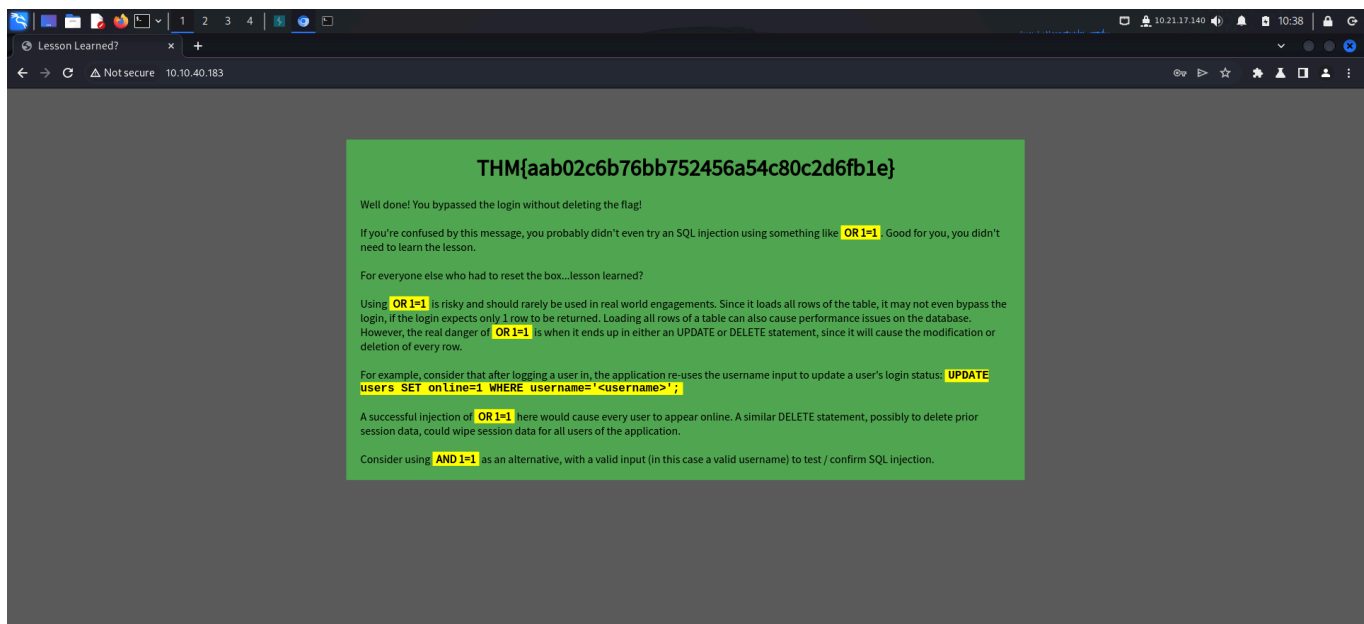 1 2 3 4
10.21.17.140
10:38
Lesson Learned?
Not secure 10.10.40.183
THM{aab02c6b76bb752456a54c80c2d6fb1e}
Well done! You bypassed the login without deleting the flag!
If you're confused by this message, you probably didn't even try an SQL injection using something like OR 1=1 . Good for you, you didn't
need to learn the lesson.
For everyone else who had to reset the box...lesson learned?
Using OR 1=1 is risky and should rarely be used in real world engagements. Since it loads all rows of the table, it may not even bypass the
login, if the login expects only 1 row to be returned. Loading all rows of a table can also cause performance issues on the database.
However, the real danger of OR 1=1 is when it ends up in either an UPDATE or DELETE statement, since it will cause the modification or
deletion of every row.
For example, consider that after logging a user in, the application re-uses the username input to update a user's login status: UPDATE
users SET online=1 WHERE username='<username>';
A successful injection of OR 1=1 here would cause every user to appear online. A similar DELETE statement, possibly to delete prior
session data, could wipe session data for all users of the application.
Consider using AND 1=1 as an alternative, with a valid input (in this case a valid username) to test / confirm SQL injection.